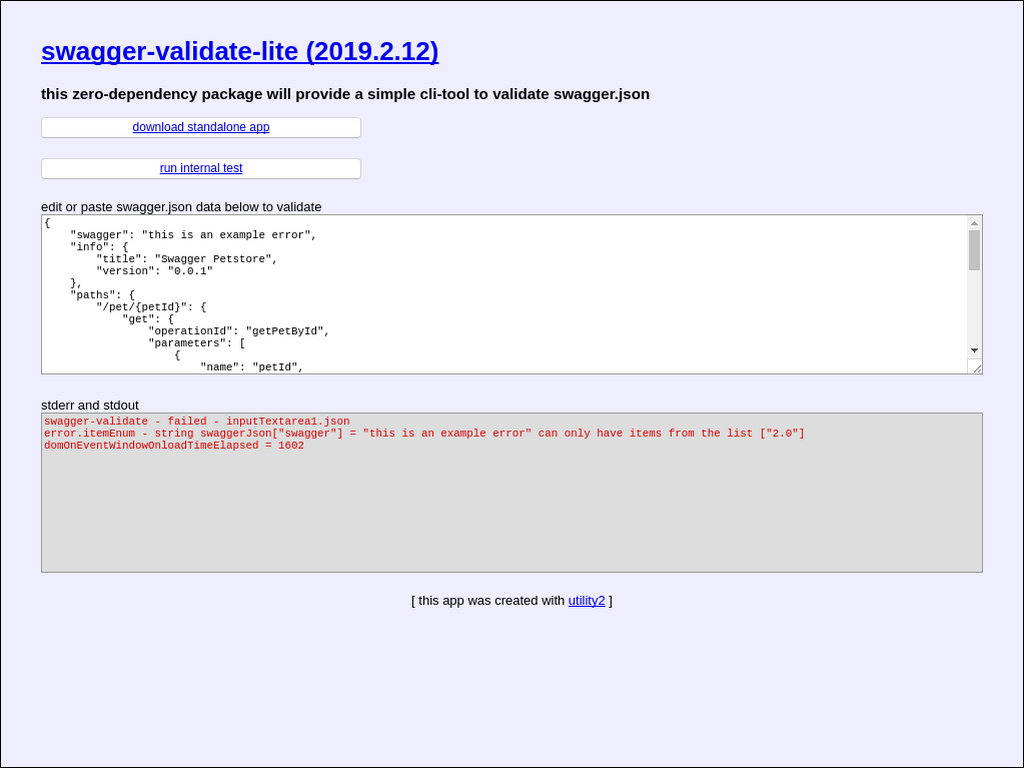 swagger-validate-lite (2019.2.12)
this zero-dependency package will provide a simple cli-tool to validate swagger.json
download standalone app
run internal test
edit or paste swagger.json data below to validate
{
    "swagger": "this is an example error",
    "info": {
        "title": "Swagger Petstore",
        "version": "0.0.1"
    },
    "paths": {
        "/pet/{petId}": {
            "get": {
                "operationId": "getPetById",
                "parameters": [
                    {
                        "name": "petId",
stderr and stdout
swagger-validate - failed - inputTextarea1.json
error.itemEnum - string swaggerJson["swagger"] = "this is an example error" can only have items from the list ["2.0"]
domOnEventWindowOnloadTimeElapsed = 1602
[ this app was created with utility2 ]